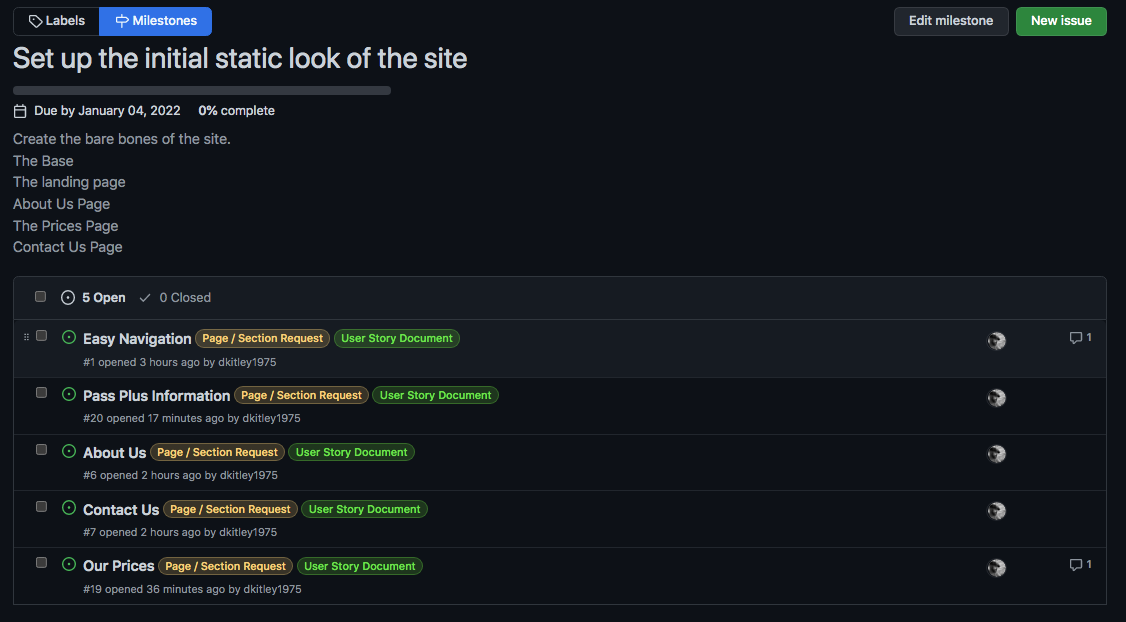 Labels Milestones Edit milestone New issue
Set up the initial static look of the site
Due by January 04, 2022 0% complete
Create the bare bones of the site.
The Base
The landing page
About Us Page
The Prices Page
Contact Us Page
5 Open 0 Closed
Easy Navigation Page / Section Request User Story Document 1
#1 opened 3 hours ago by dkitley1975
Pass Plus Information Page / Section Request User Story Document
#20 opened 17 minutes ago by dkitley1975
About Us Page / Section Request User Story Document
#6 opened 2 hours ago by dkitley1975
Contact Us Page / Section Request User Story Document
#7 opened 2 hours ago by dkitley1975
Our Prices Page / Section Request User Story Document 1
#19 opened 36 minutes ago by dkitley1975